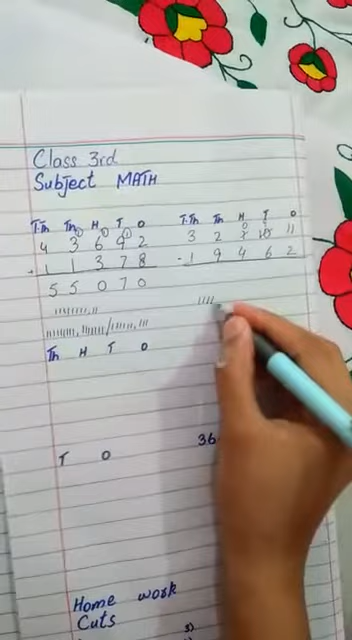 Class 3rd
Subject MATH
T.Th Th H T O
4 3 6 9 2
+ 1 1 3 7 8
5 5 0 7 0
T.Th Th H T O
3 2 2 10 11
- 1 9 4 6 2
Th H T O
T O
36
Home work
Cuts